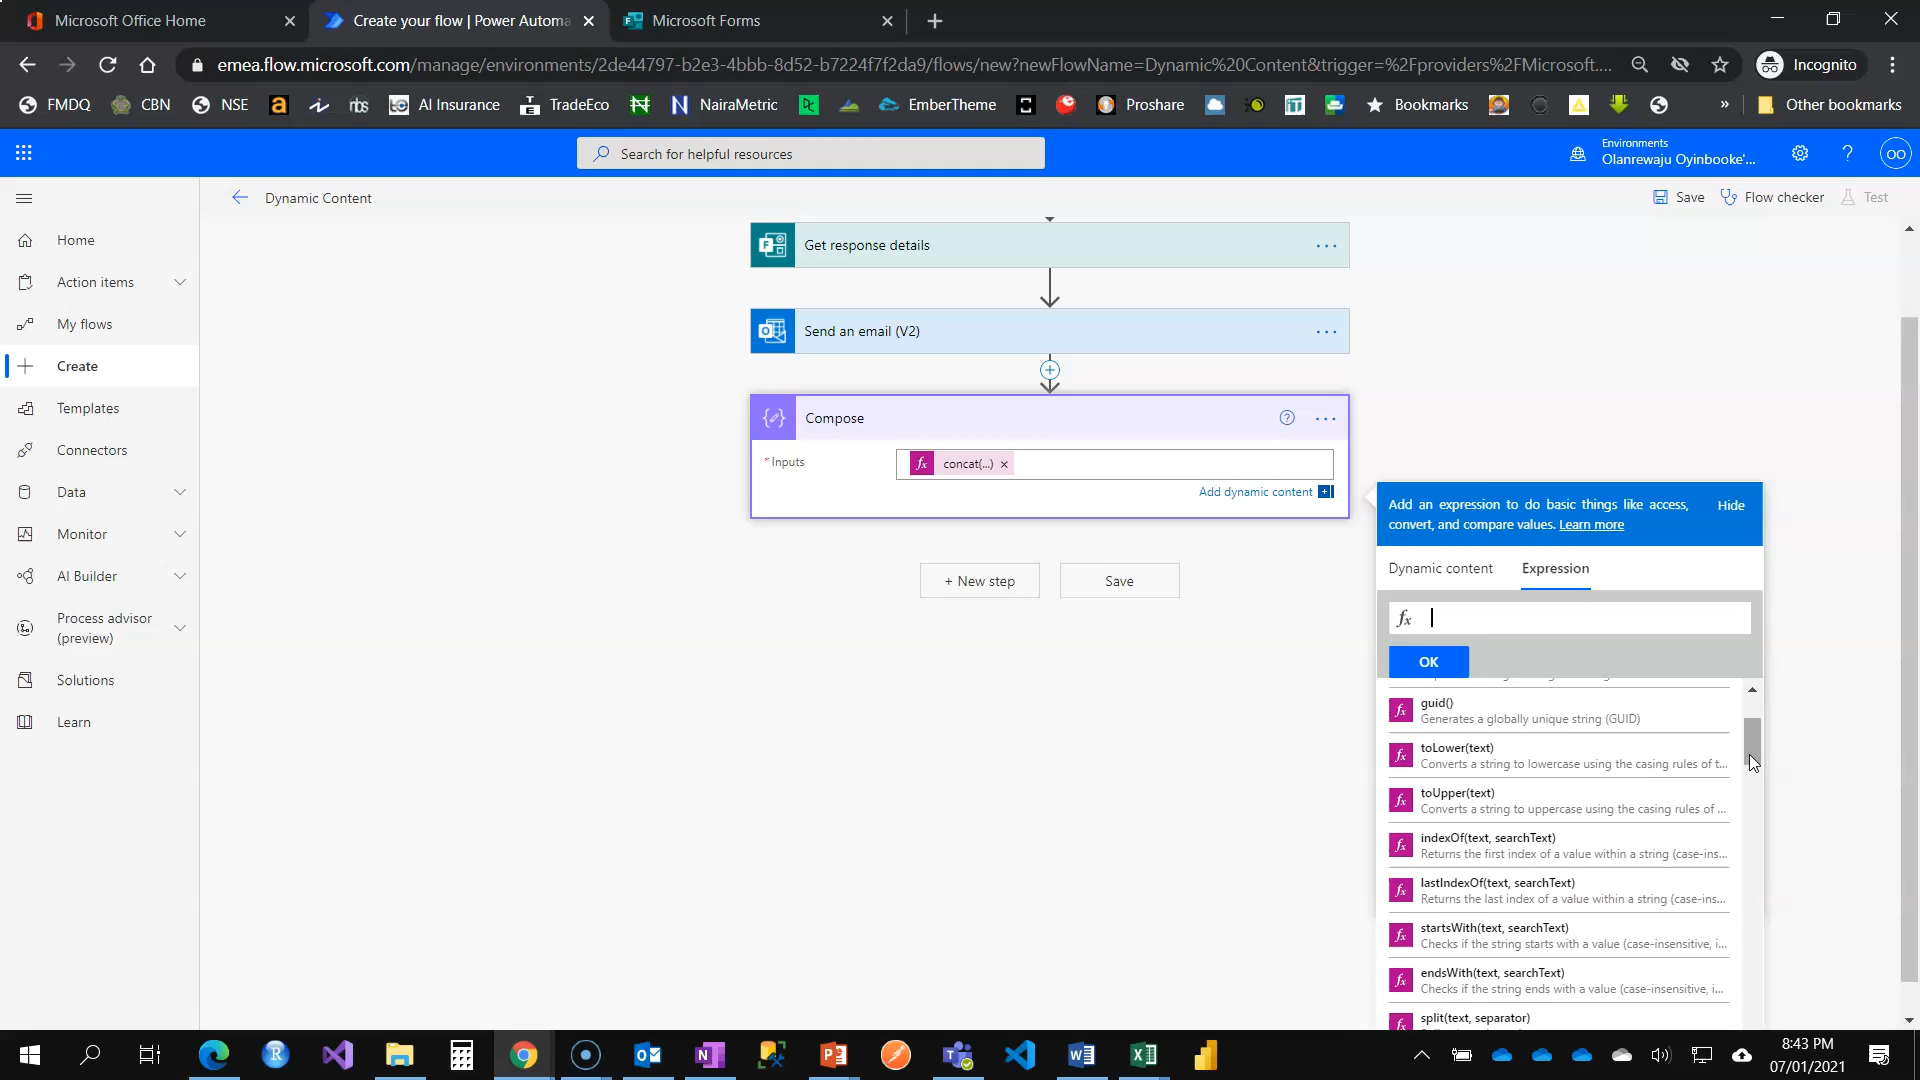 Microsoft Office Home
Create your flow | Power Automa
Microsoft Forms
emea.flow.microsoft.com/manage/environments/2de44797-b2e3-4bbb-8d52-b7224f7f2da9/flows/new?newFlowName=Dynamic%20Content&trigger=%2Fproviders%2FMicrosoft....
Incognito
FMDQ
CBN
NSE
AI Insurance
TradeEco
NairaMetric
EmberTheme
Proshare
Bookmarks
»
Other bookmarks
Search for helpful resources
Environments
Olanrewaju Oyinbooke'...
OO
Dynamic Content
Save
Flow checker
Test
Home
Action items
My flows
Create
Templates
Connectors
Data
Monitor
AI Builder
Process advisor
(preview)
Solutions
Learn
Get response details
Send an email (V2)
Compose
* Inputs
fx concat(...) ×
Add dynamic content
+ New step
Save
Add an expression to do basic things like access,
convert, and compare values. Learn more
Hide
Dynamic content
Expression
fx
OK
guid()
Generates a globally unique string (GUID)
toLower(text)
Converts a string to lowercase using the casing rules of t...
toUpper(text)
Converts a string to uppercase using the casing rules of ...
indexOf(text, searchText)
Returns the first index of a value within a string (case-ins...
lastIndexOf(text, searchText)
Returns the last index of a value within a string (case-ins...
startsWith(text, searchText)
Checks if the string starts with a value (case-insensitive, i...
endsWith(text, searchText)
Checks if the string ends with a value (case-insensitive, i...
split(text, separator)
8:43 PM
07/01/2021